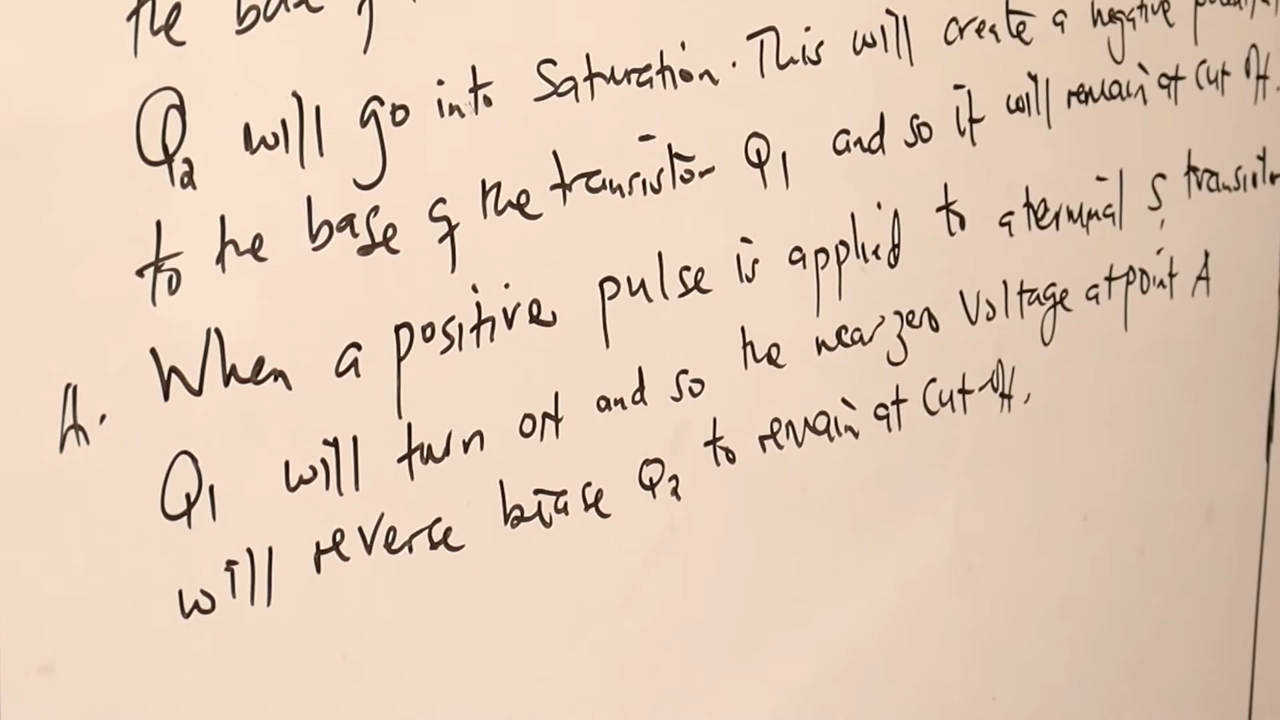 the base of
Q2 will go into Saturation. This will create a negative
to the base of the transistor Q1 and so it will remain at cut off.
A. When a positive pulse is applied to a terminal S, transistor
Q1 will turn on and so the near zero voltage at point A
will reverse biase Q2 to remain at cut-off.